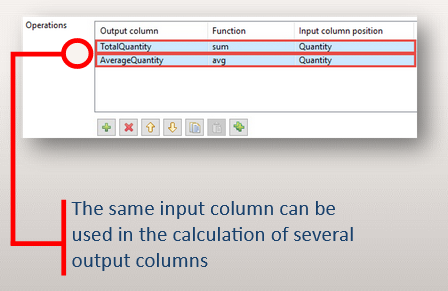 Operations
Output column Function Input column position
TotalQuantity sum Quantity
AverageQuantity avg Quantity
The same input column can be
used in the calculation of several
output columns